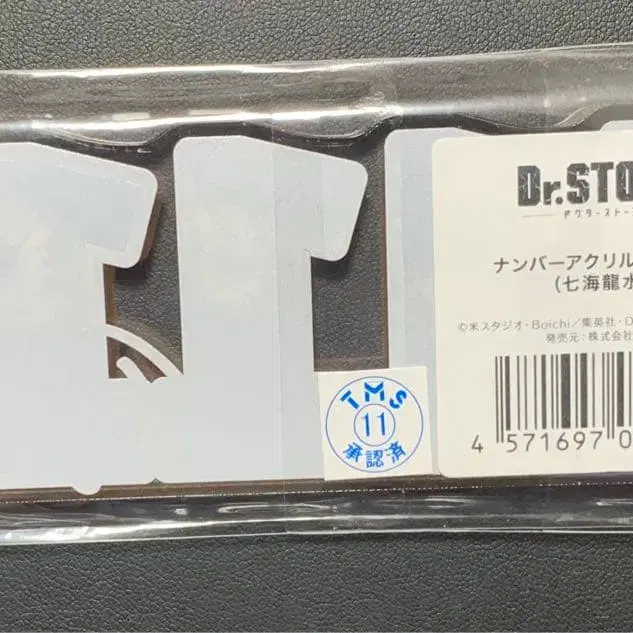 Dr.STO
ドクターストー
ナンバーアクリル
(七海龍水
©米スタジオ・Boichi/集英社・D
発売元:株式会社
4 571697 0
TMS
11
承認済